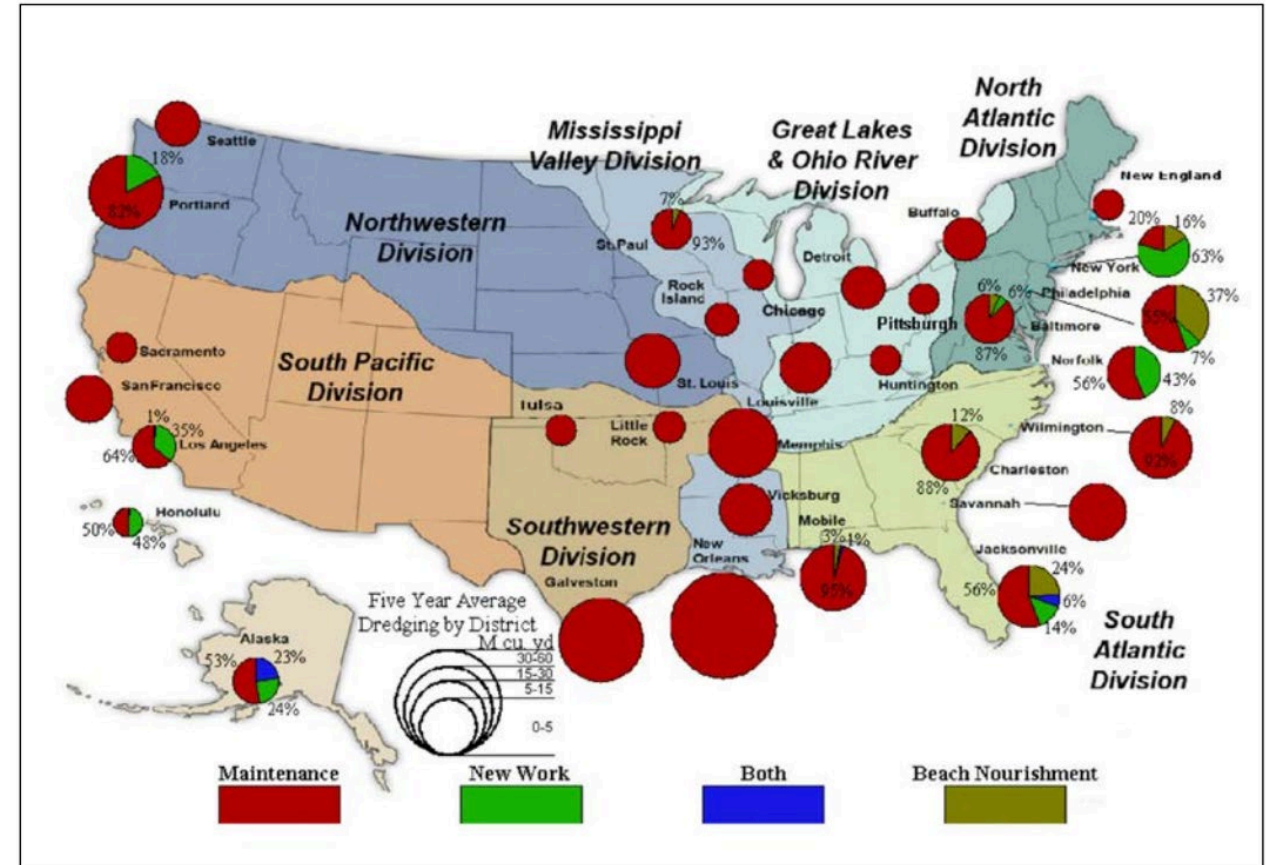 North
Atlantic
Division
Mississippi
Valley Division
Great Lakes
& Ohio River
Division
Seattle
18%
82%
Portland
Northwestern
Division
7%
St.Paul
93%
Buffalo
New England
20%
16%
63%
New York
Detroit
Rock
Island
Chicago
Pittsburgh
6%
6%
Philadelphia
37%
55%
7%
Baltimore
87%
Norfolk
56%
43%
Sacramento
South Pacific
Division
SanFrancisco
St. Louis
Louisville
Huntington
1%
35%
Los Angeles
64%
Tulsa
Little
Rock
Memphis
12%
88%
Charleston
Wilmington
8%
92%
Savannah
Honolulu
50%
48%
Southwestern
Division
Vicksburg
Mobile
3%
1%
95%
New
Orleans
Galveston
Jacksonville
24%
56%
6%
14%
South
Atlantic
Division
Five Year Average
Dredging by District
M cu. yd
30-60
15-30
5-15
0-5
Alaska
53%
23%
24%
Maintenance
New Work
Both
Beach Nourishment